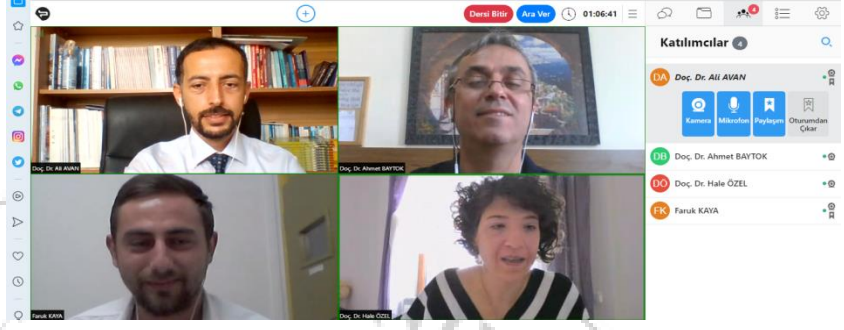 Dersi Bitir
Ara Ver
01:06:41
4
Katılımcılar 4
DA Doç. Dr. Ali AVAN
Kamera
Mikrofon
Paylaşım
Oturumdan
Çıkar
DB Doç. Dr. Ahmet BAYTOK
DÖ Doç. Dr. Hale ÖZEL
FK Faruk KAYA
Doç. Dr. Ali AVAN
Doç. Dr. Ahmet BAYTOK
Faruk KAYA
Doç. Dr. Hale ÖZEL